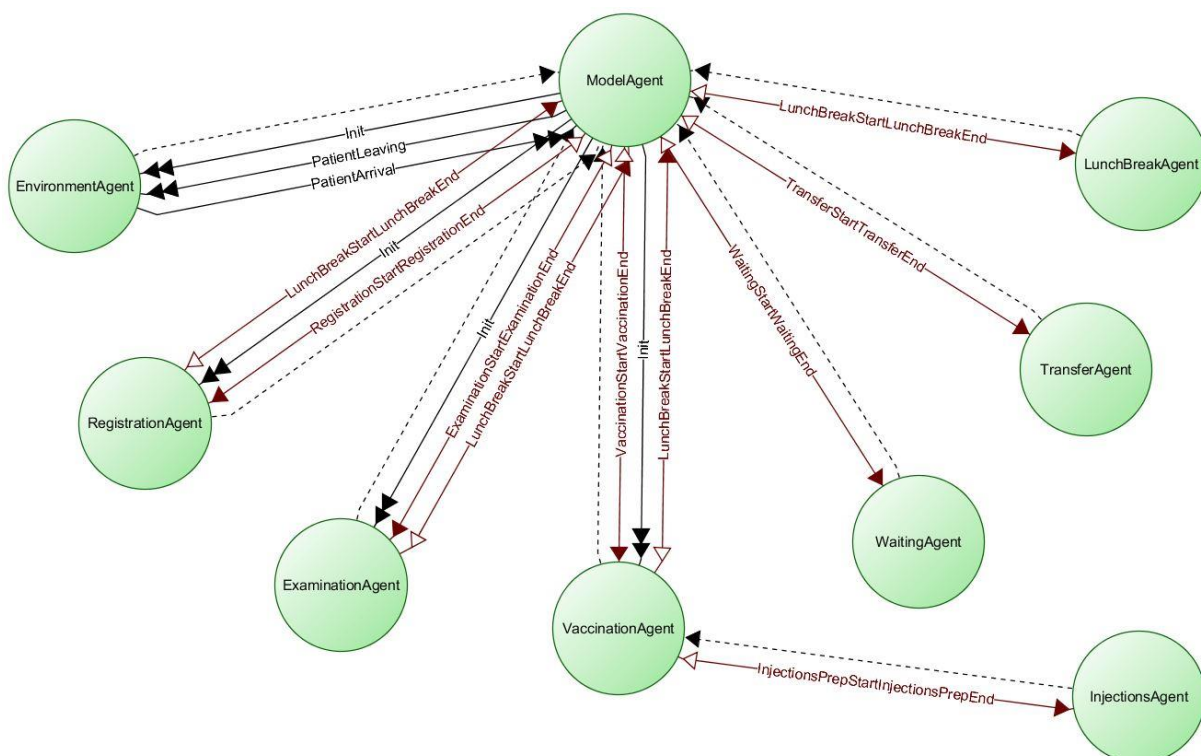 ModelAgent
LunchBreakStartLunchBreakEnd
LunchBreakAgent
Init
PatientLeaving
PatientArrival
EnvironmentAgent
LunchBreakStartLunchBreakEnd
Init
RegistrationStartRegistrationEnd
TransferStartTransferEnd
TransferAgent
RegistrationAgent
Init
ExaminationStartExaminationEnd
LunchBreakStartLunchBreakEnd
VaccinationStartVaccinationEnd
Init
LunchBreakStartLunchBreakEnd
WaitingStartWaitingEnd
WaitingAgent
ExaminationAgent
VaccinationAgent
InjectionsPrepStartInjectionsPrepEnd
InjectionsAgent